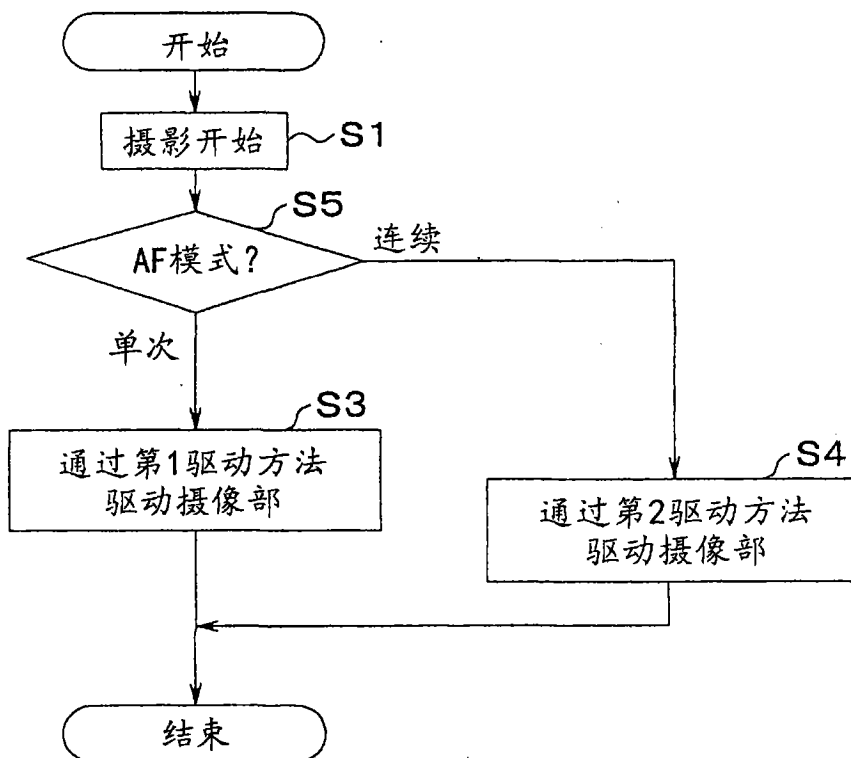 开始
摄影开始
S1
S5
AF模式?
连续
单次
S3
通过第1驱动方法
驱动摄像部
S4
通过第2驱动方法
驱动摄像部
结束